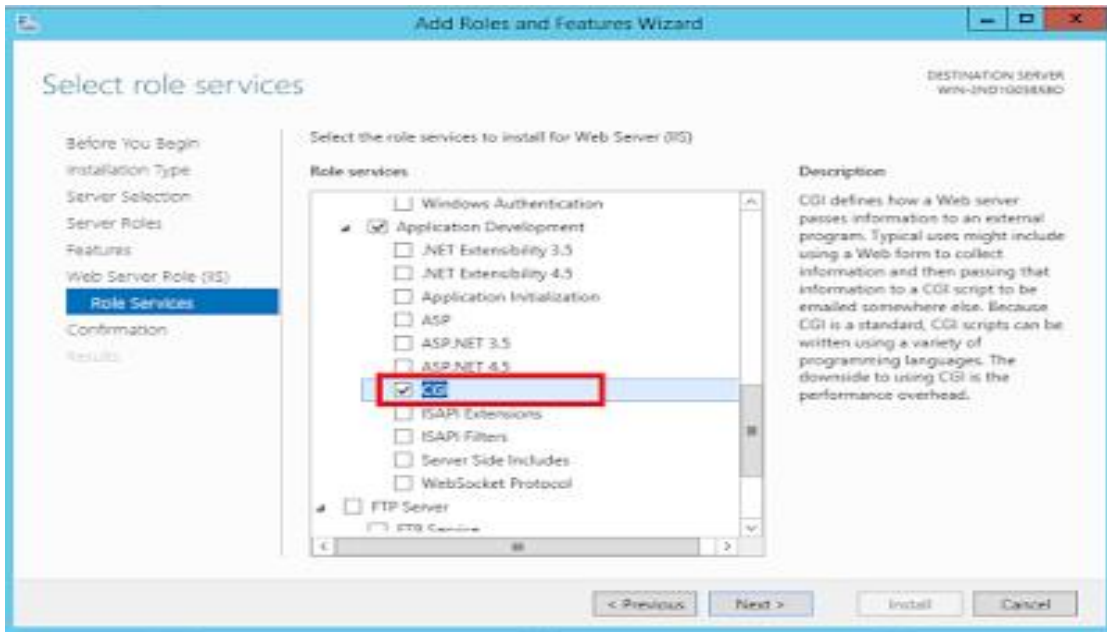 Add Roles and Features Wizard
Select role services
DESTINATION SERVER
Before You Begin
Installation Type
Server Selection
Server Roles
Features
Web Server Role (IIS)
Role Services
Confirmation
Results
Select the role services to install for Web Server (IIS)
Role services
Windows Authentication
Application Development
.NET Extensibility 3.5
.NET Extensibility 4.5
Application Initialization
ASP
ASP.NET 3.5
ASP.NET 4.5
CGI
ISAPI Extensions
ISAPI Filters
Server Side Includes
WebSocket Protocol
FTP Server
FTP Service
Description
CGI defines how a Web server
passes information to an external
program. Typical uses might include
using a Web form to collect
information and then passing that
information to a CGI script to be
emailed somewhere else. Because
CGI is a standard, CGI scripts can be
written using a variety of
programming languages. The
downside to using CGI is the
performance overhead.
< Previous
Next >
Install
Cancel